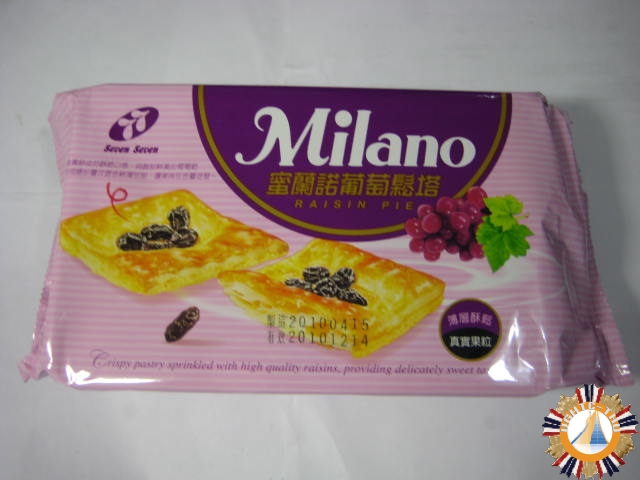 Seven Seven
Milano
蜜蘭諾葡萄鬆塔
RAISIN PIE
製造20100415
有效20101214
薄層酥鬆
真實果粒
Crispy pastry sprinkled with high quality raisins, providing delicately sweet